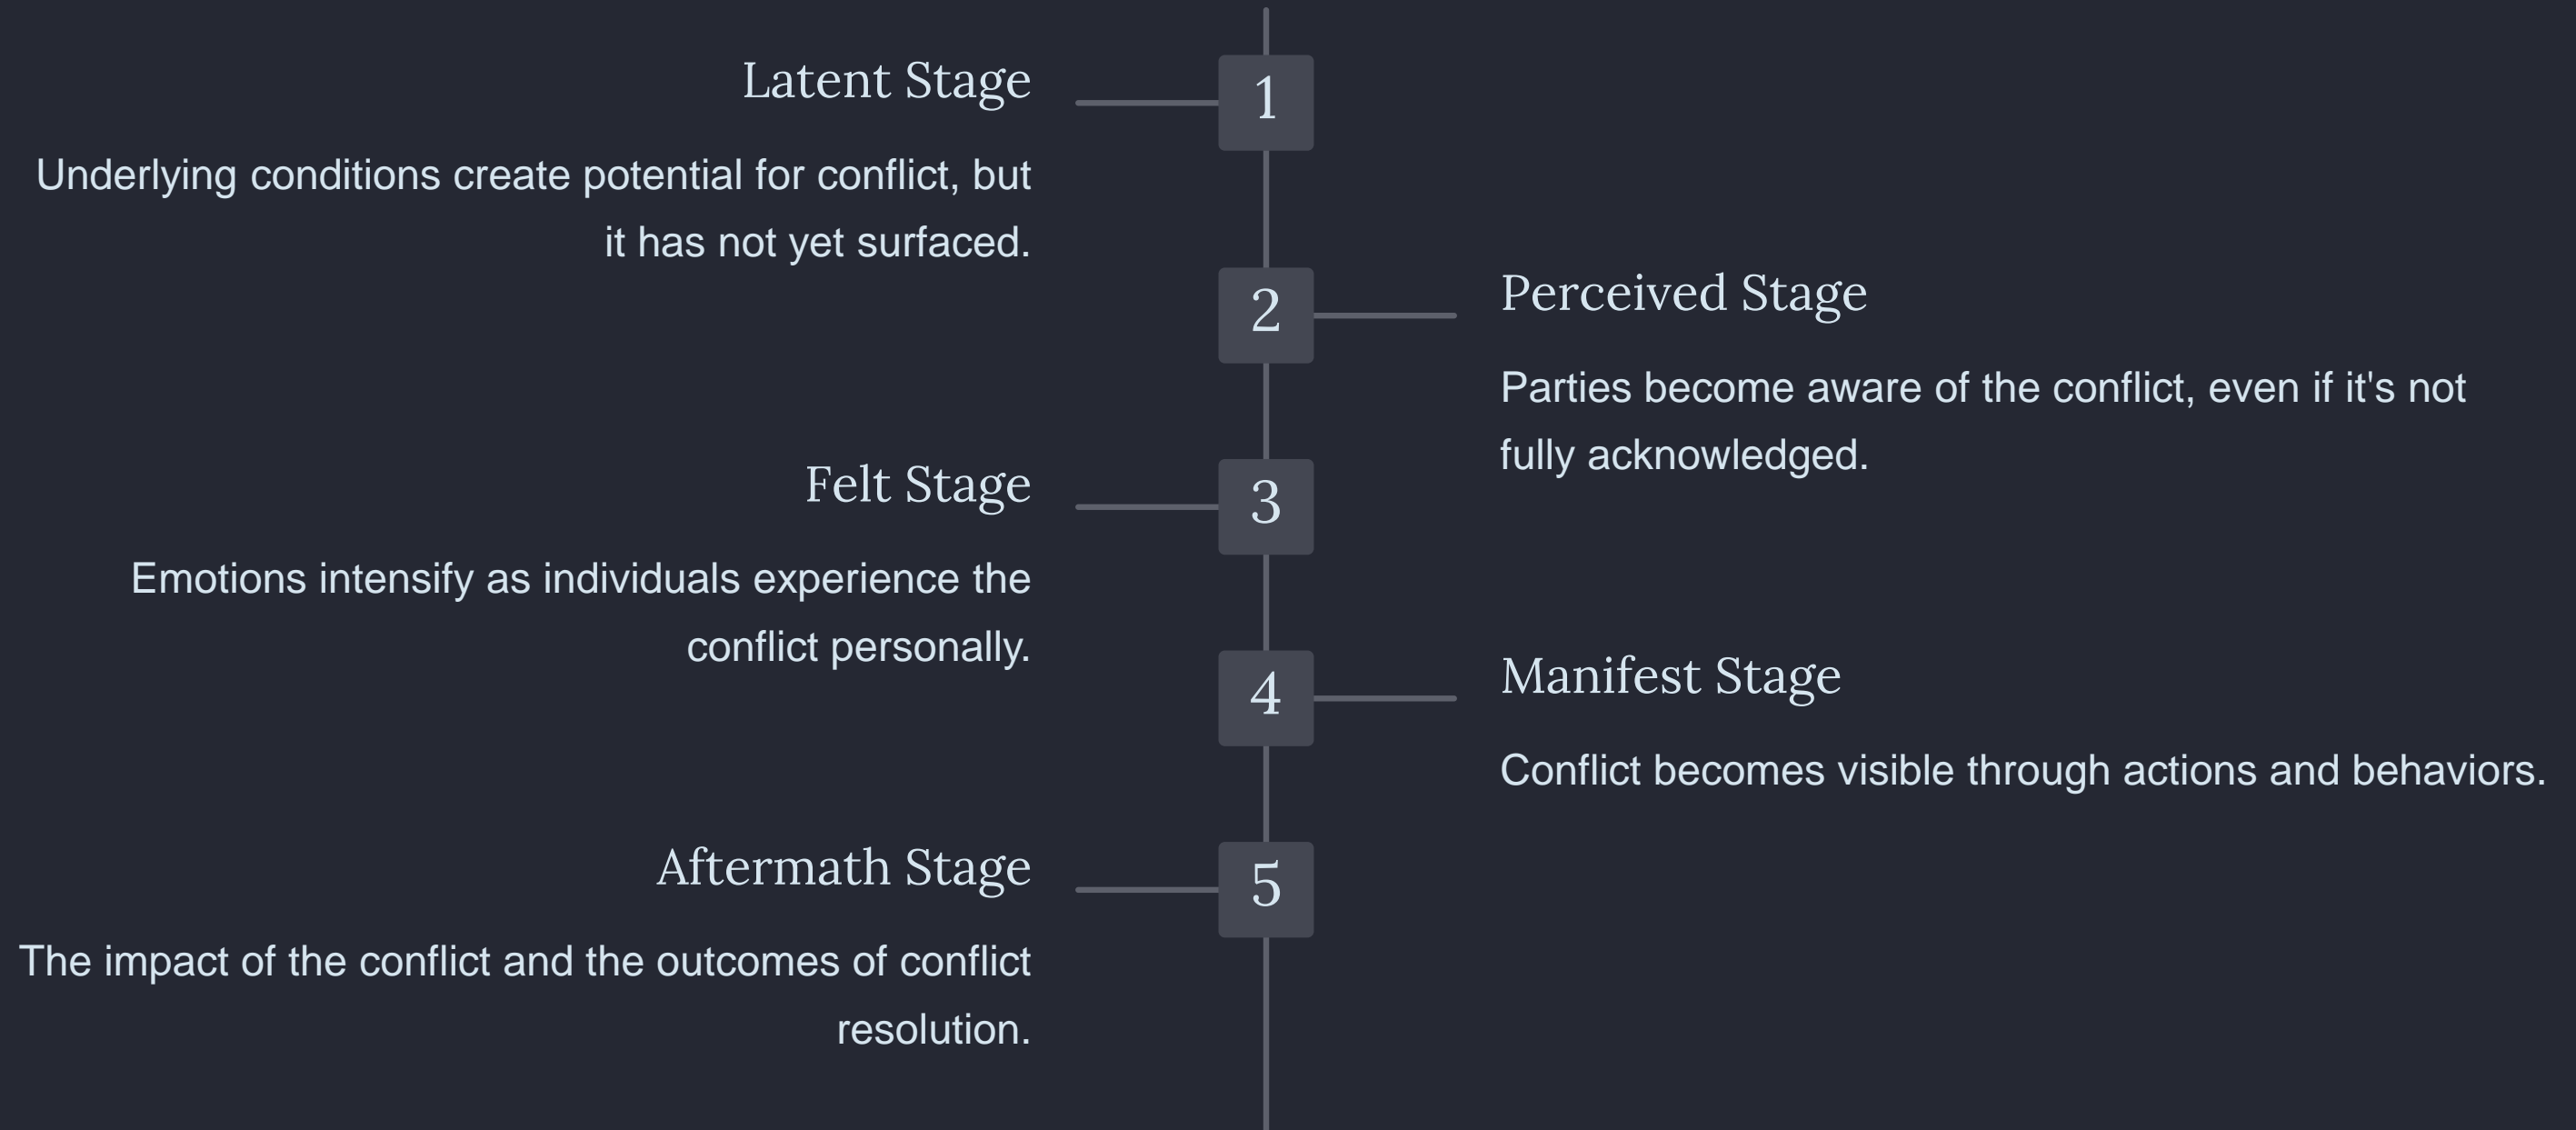 1
Latent Stage
Underlying conditions create potential for conflict, but
it has not yet surfaced.
2
Perceived Stage
Parties become aware of the conflict, even if it's not
fully acknowledged.
3
Felt Stage
Emotions intensify as individuals experience the
conflict personally.
4
Manifest Stage
Conflict becomes visible through actions and behaviors.
5
Aftermath Stage
The impact of the conflict and the outcomes of conflict
resolution.